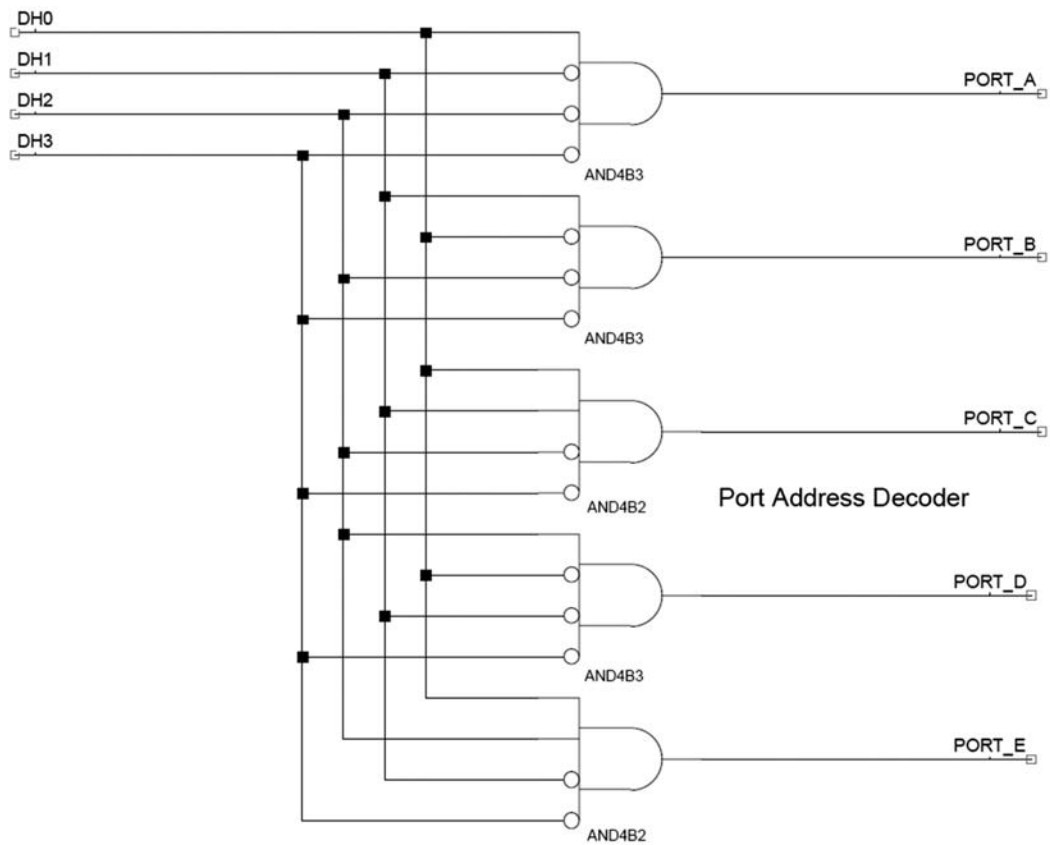 DH0
DH1
DH2
DH3
PORT_A
AND4B3
PORT_B
AND4B3
PORT_C
AND4B2
Port Address Decoder
PORT_D
AND4B3
PORT_E
AND4B2